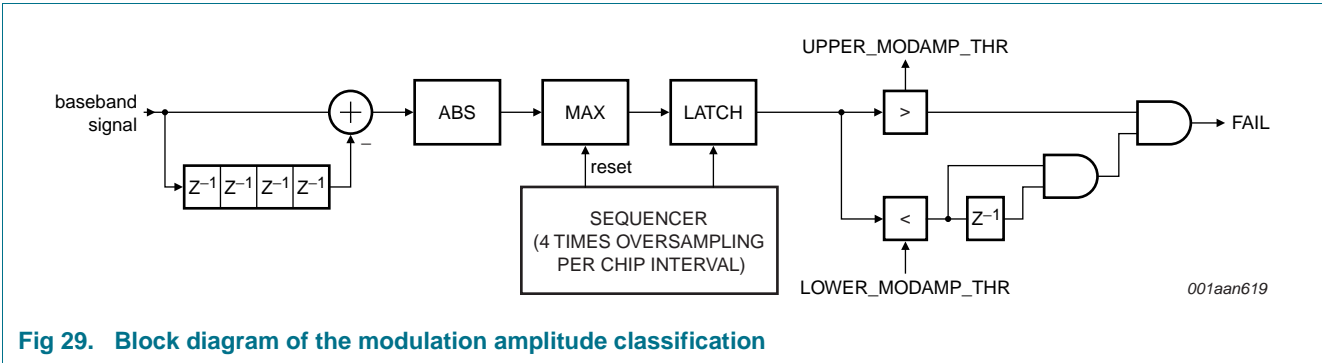 UPPER_MODAMP_THR
baseband
signal
+
−
ABS
MAX
LATCH
>
FAIL
Z−1 Z−1 Z−1 Z−1
reset
SEQUENCER
(4 TIMES OVERSAMPLING
PER CHIP INTERVAL)
<
Z−1
LOWER_MODAMP_THR
001aan619
Fig 29. Block diagram of the modulation amplitude classification